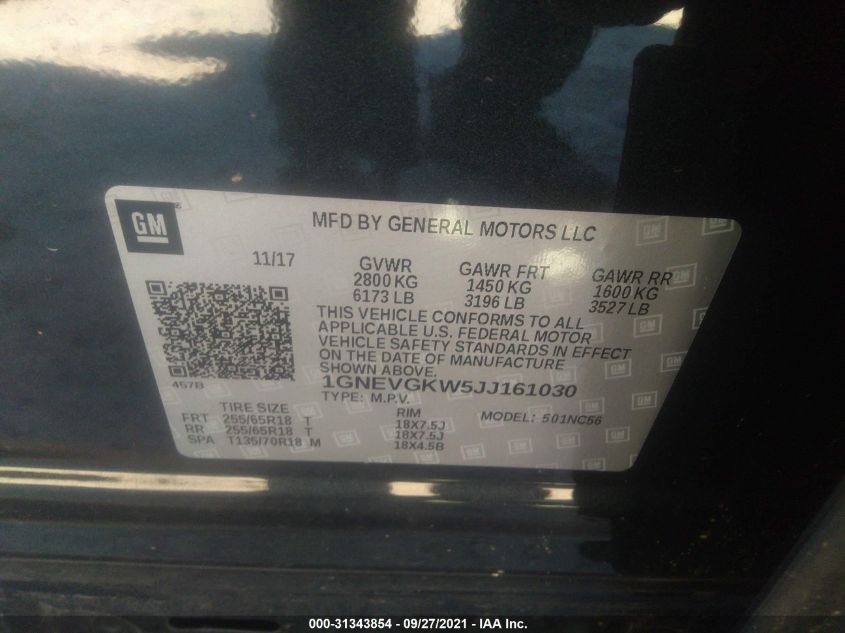 GM
MFD BY GENERAL MOTORS LLC
11/17 GVWR GAWR FRT GAWR RR
2800 KG 1450 KG 1600 KG
6173 LB 3196 LB 3527 LB
THIS VEHICLE CONFORMS TO ALL
APPLICABLE U.S. FEDERAL MOTOR
VEHICLE SAFETY STANDARDS IN EFFECT
ON THE DATE OF MANUFACTURE
SHOWN ABOVE.
457B 1GNEVGKW5JJ161030
TYPE: M.P.V.
TIRE SIZE RIM MODEL: 501NC56
FRT 255/65R18 T 18X7.5J
RR 255/65R18 T 18X7.5J
SPA T135/70R18 M 18X4.5B
000-31343854 - 09/27/2021 - IAA Inc.